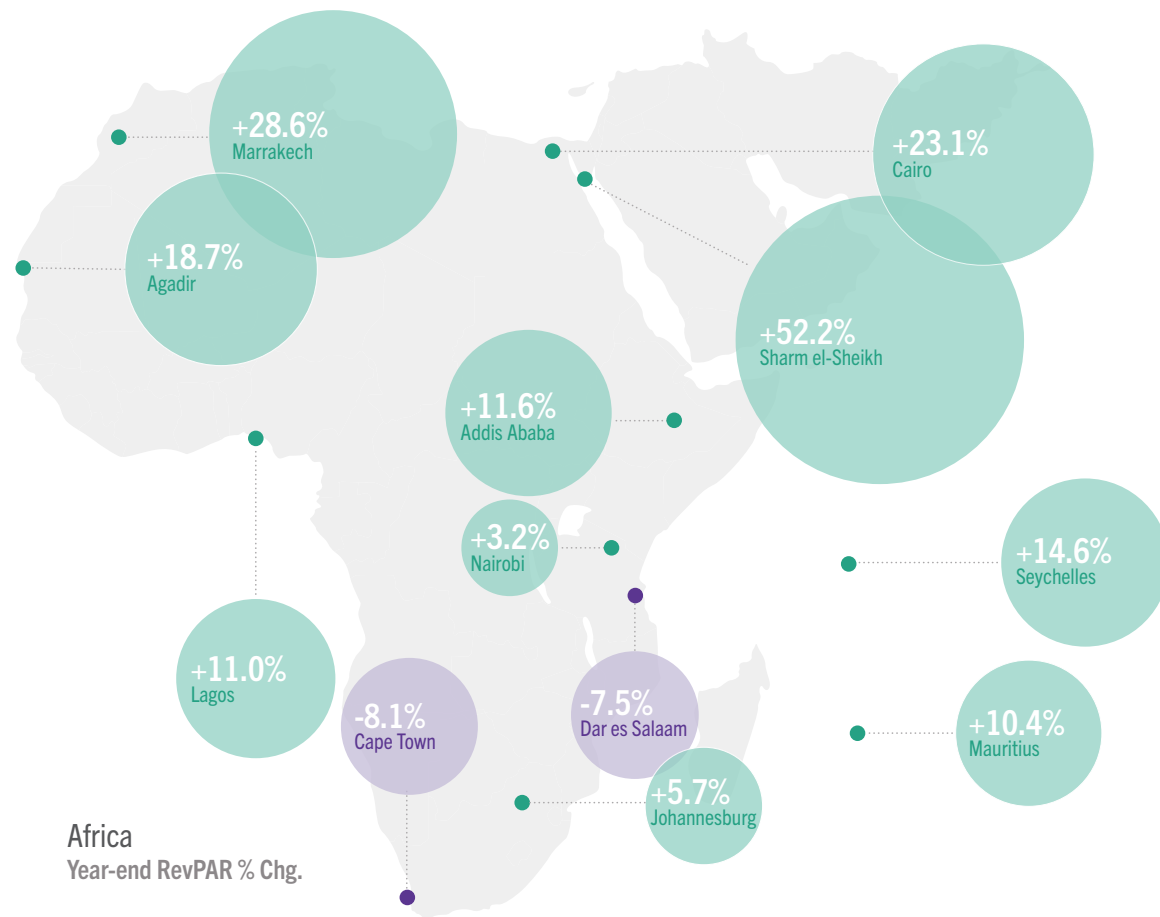 +28.6%
Marrakech
+23.1%
Cairo
+18.7%
Agadir
+52.2%
Sharm el-Sheikh
+11.6%
Addis Ababa
+3.2%
Nairobi
+14.6%
Seychelles
+11.0%
Lagos
-8.1%
Cape Town
-7.5%
Dar es Salaam
+10.4%
Mauritius
+5.7%
Johannesburg
Africa
Year-end RevPAR % Chg.